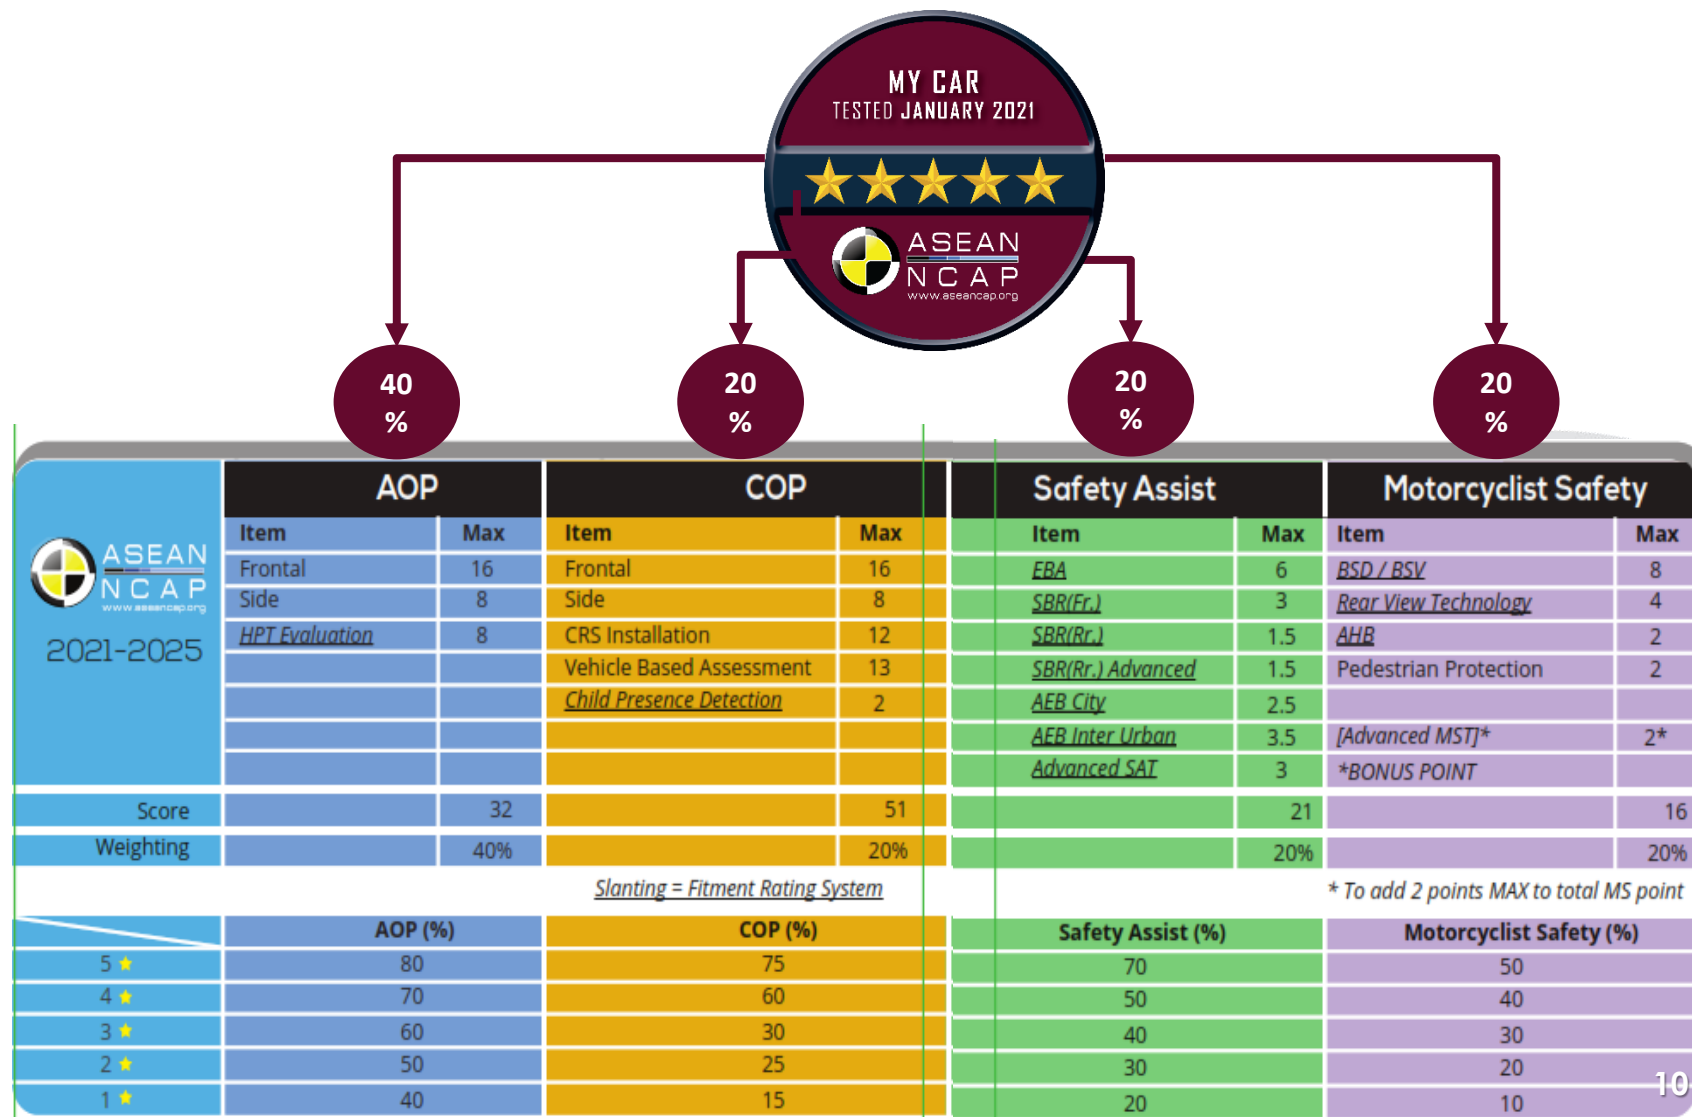 MY CAR
TESTED JANUARY 2021
ASEAN
NCAP
www.aseancap.org
40
%
20
%
20
%
20
%
ASEAN
NCAP
www.aseancap.org
2021-2025
AOP COP Safety Assist Motorcyclist Safety
Item Max Item Max Item Max Item Max
Frontal 16 Frontal 16 EBA 6 BSD / BSV 8
Side 8 Side 8 SBR(Fr.) 3 Rear View Technology 4
HPT Evaluation 8 CRS Installation 12 SBR(Rr.) 1.5 AHB 2
Vehicle Based Assessment 13 SBR(Rr.) Advanced 1.5 Pedestrian Protection 2
Child Presence Detection 2 AEB City 2.5
AEB Inter Urban 3.5 [Advanced MST]* 2*
Advanced SAT 3 *BONUS POINT
Score 32 51 21 16
Weighting 40% 20% 20% 20%
Slanting = Fitment Rating System * To add 2 points MAX to total MS point
AOP (%) COP (%) Safety Assist (%) Motorcyclist Safety (%)
5 80 75 70 50
4 70 60 50 40
3 60 30 40 30
2 50 25 30 20
1 40 15 20 10
10